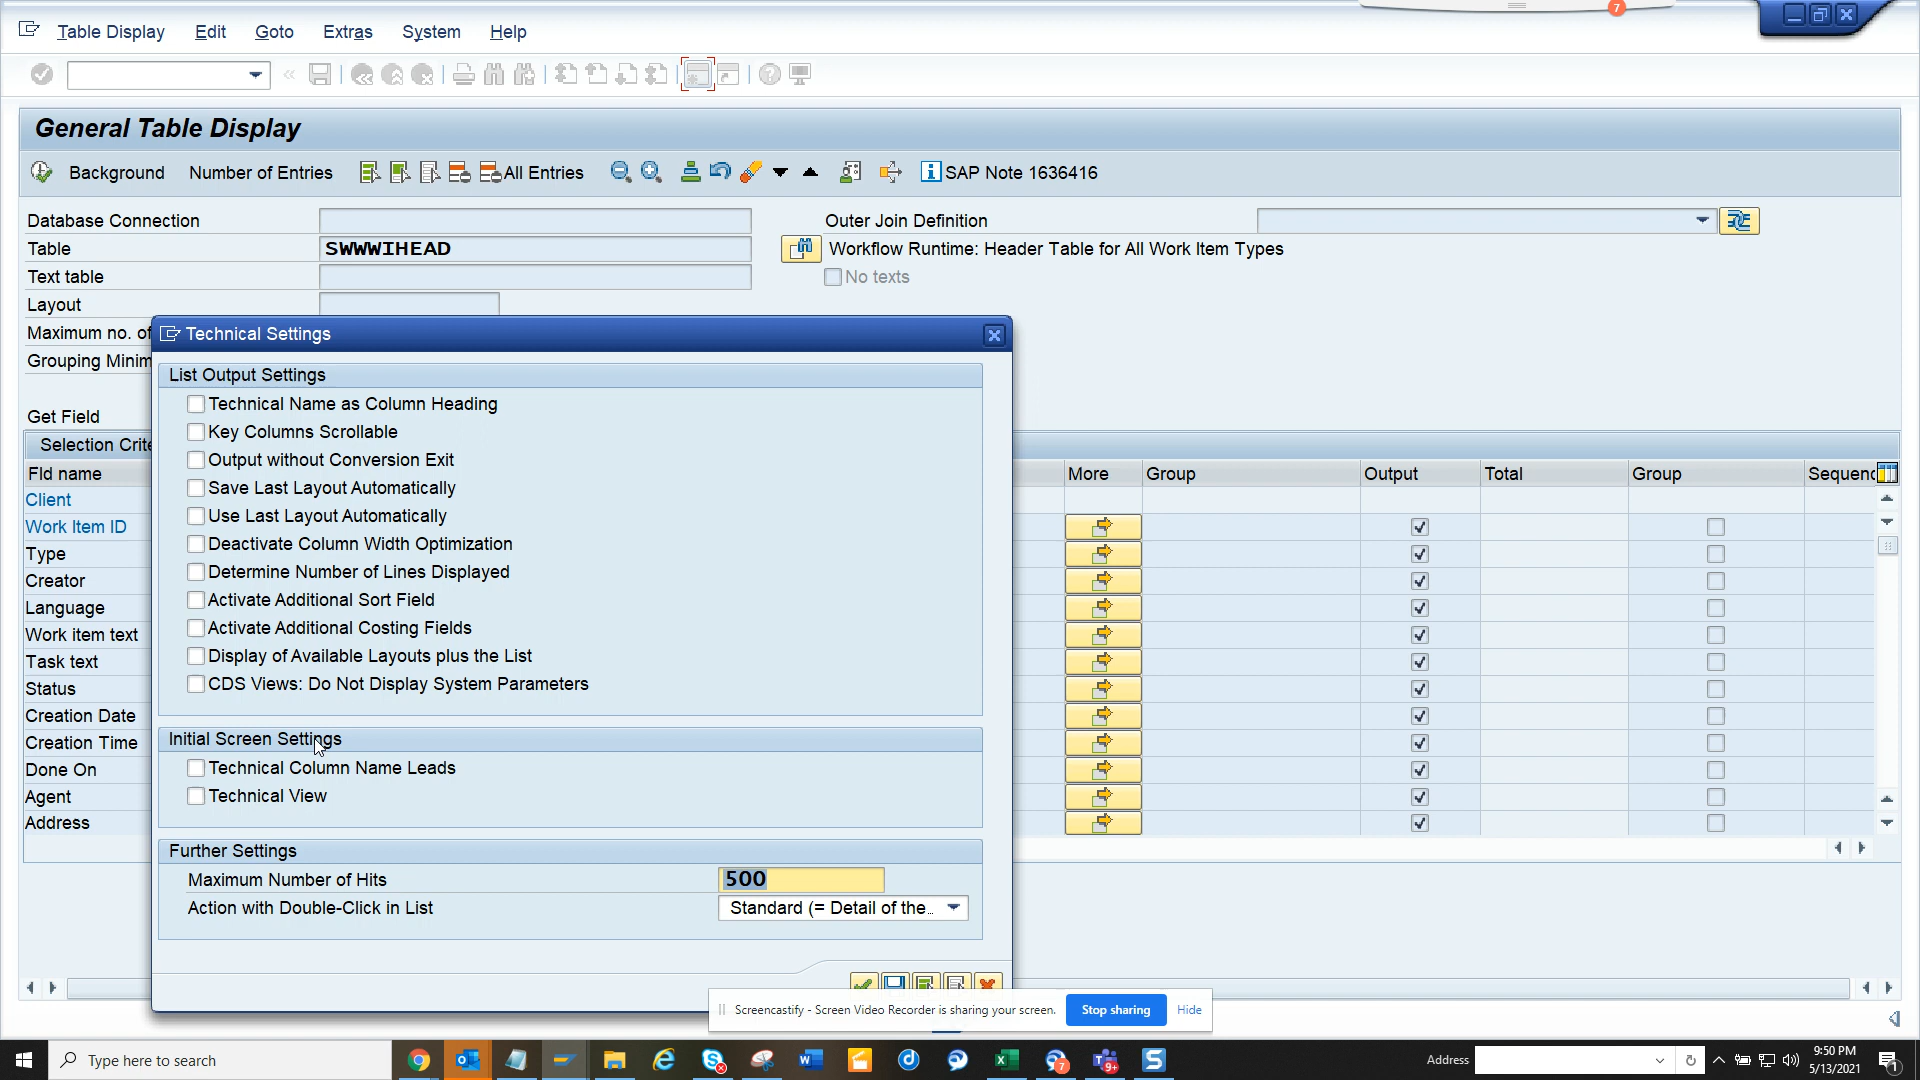 Table Display Edit Goto Extras System Help
7
General Table Display
Background Number of Entries All Entries SAP Note 1636416
Database Connection Outer Join Definition
Table SWWWIHEAD Workflow Runtime: Header Table for All Work Item Types
Text table No texts
Layout
Maximum no. of
Grouping Minim
Get Field
Selection Crite
Fld name More Group Output Total Group Sequenc
Client
Work Item ID
Type
Creator
Language
Work item text
Task text
Status
Creation Date
Creation Time
Done On
Agent
Address
Technical Settings
List Output Settings
Technical Name as Column Heading
Key Columns Scrollable
Output without Conversion Exit
Save Last Layout Automatically
Use Last Layout Automatically
Deactivate Column Width Optimization
Determine Number of Lines Displayed
Activate Additional Sort Field
Activate Additional Costing Fields
Display of Available Layouts plus the List
CDS Views: Do Not Display System Parameters
Initial Screen Settings
Technical Column Name Leads
Technical View
Further Settings
Maximum Number of Hits 500
Action with Double-Click in List Standard (= Detail of the..
Screencastify - Screen Video Recorder is sharing your screen. Stop sharing Hide
Type here to search Address 9:50 PM
5/13/2021